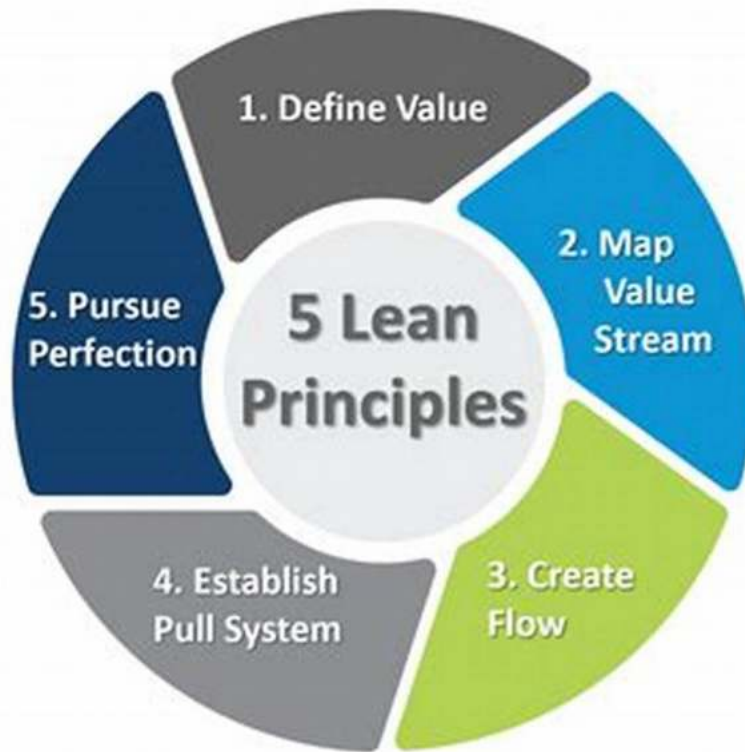 5 Lean
Principles
1. Define Value
2. Map
Value
Stream
3. Create
Flow
4. Establish
Pull System
5. Pursue
Perfection